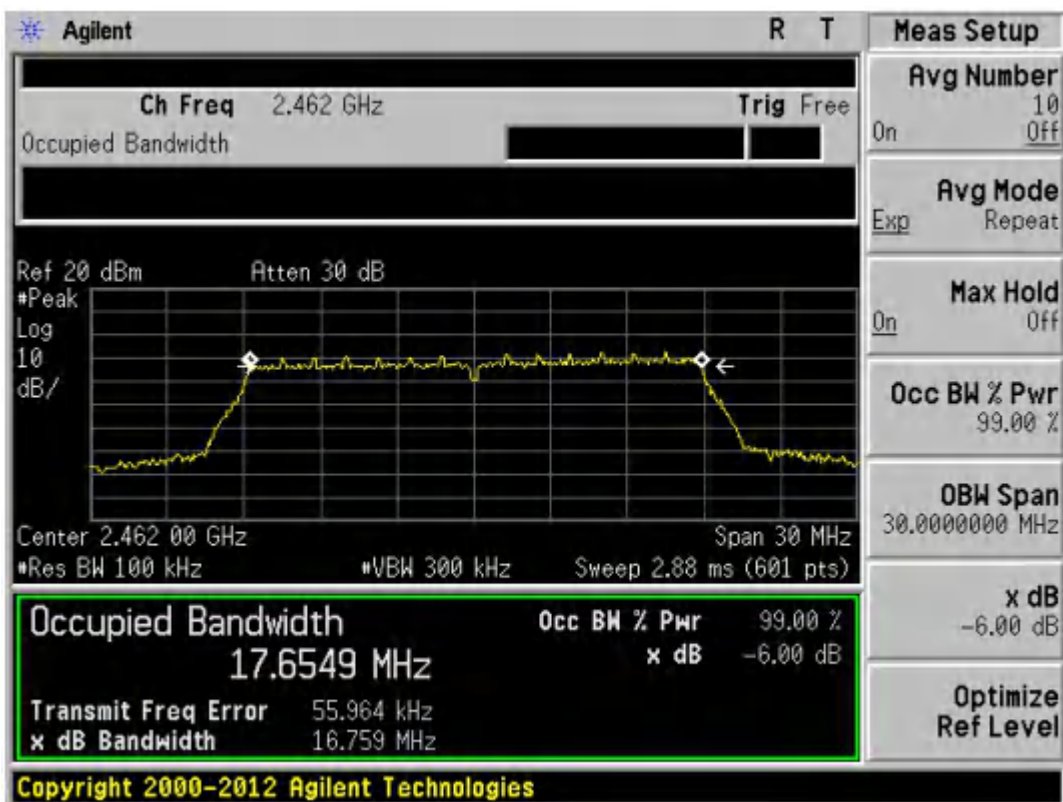 Agilent R T
Ch Freq 2.462 GHz Trig Free
Occupied Bandwidth
Ref 20 dBm Atten 30 dB
#Peak
Log
10
dB/
Center 2.462 00 GHz Span 30 MHz
#Res BW 100 kHz #VBW 300 kHz Sweep 2.88 ms (601 pts)
Occupied Bandwidth
17.6549 MHz
Occ BW % Pwr 99.00 %
x dB -6.00 dB
Transmit Freq Error 55.964 kHz
x dB Bandwidth 16.759 MHz
Copyright 2000-2012 Agilent Technologies
Meas Setup
Avg Number
10
On Off
Avg Mode
Exp Repeat
Max Hold
On Off
Occ BW % Pwr
99.00 %
OBW Span
30.0000000 MHz
x dB
-6.00 dB
Optimize
Ref Level